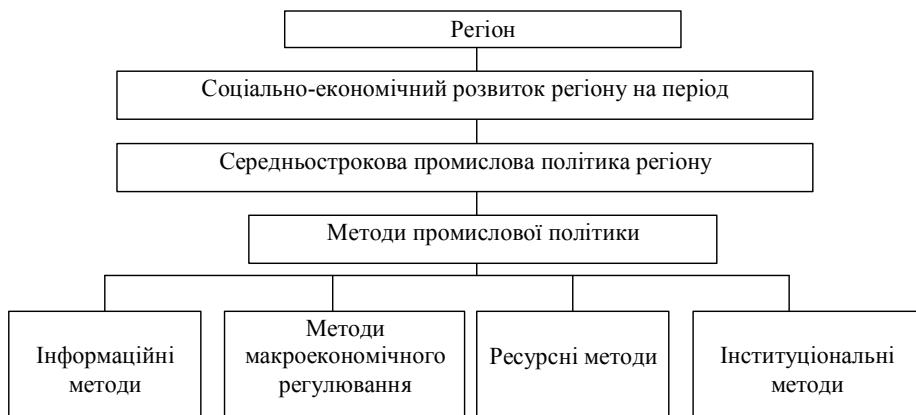 Регіон
Соціально-економічний розвиток регіону на період
Середньострокова промислова політика регіону
Методи промислової політики
Інформаційні
методи
Методи
макроекономічного
регулювання
Ресурсні методи
Інституціональні
методи